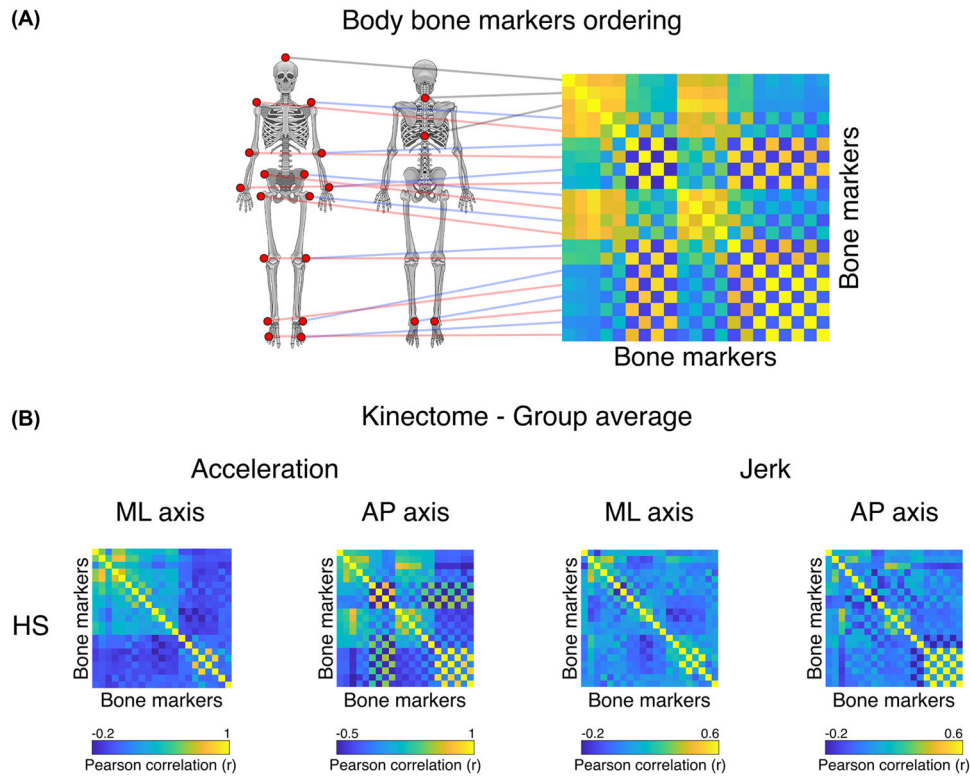 (A)
Body bone markers ordering
Bone markers
Bone markers
(B)
Kinectome - Group average
Acceleration
Jerk
ML axis
AP axis
ML axis
AP axis
HS
Bone markers
Bone markers
Bone markers
Bone markers
Bone markers
Bone markers
Bone markers
Bone markers
-0.2 1
-0.5 1
-0.2 0.6
-0.2 0.6
Pearson correlation (r)
Pearson correlation (r)
Pearson correlation (r)
Pearson correlation (r)